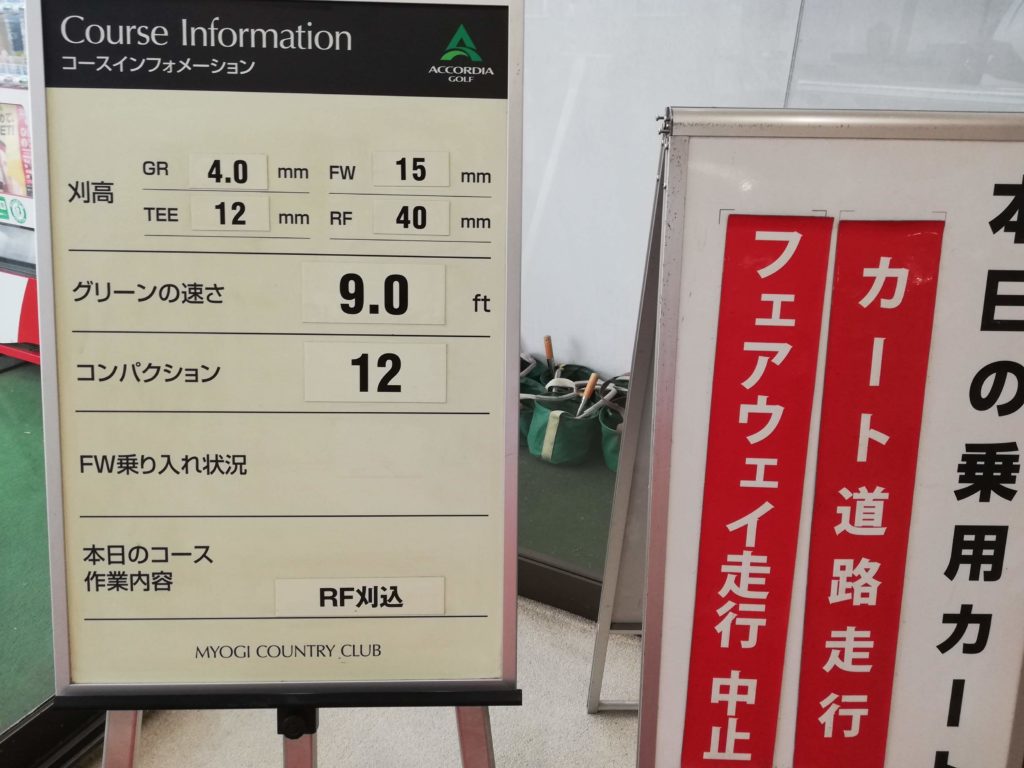 Course Information
コースインフォメーション
ACCORDIA
GOLF
刈高
GR 4.0 mm FW 15 mm
TEE 12 mm RF 40 mm
グリーンの速さ 9.0 ft
コンパクション 12
FW乗り入れ状況
本日のコース
作業内容
RF刈込
MYOGI COUNTRY CLUB
本日の乗用カート
カート道路走行
フェアウェイ走行中止